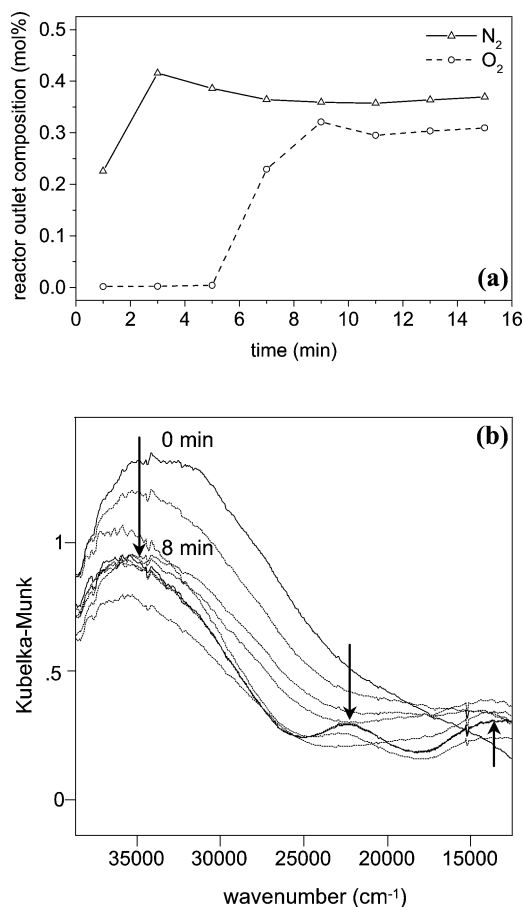 0.5
0.4
0.3
0.2
0.1
0.0
reactor outlet composition (mol%)
N₂
O₂
(a)
0 2 4 6 8 10 12 14 16
time (min)
(b)
0 min
8 min
1
.5
0
Kubelka-Munk
35000 30000 25000 20000 15000
wavenumber (cm⁻¹)